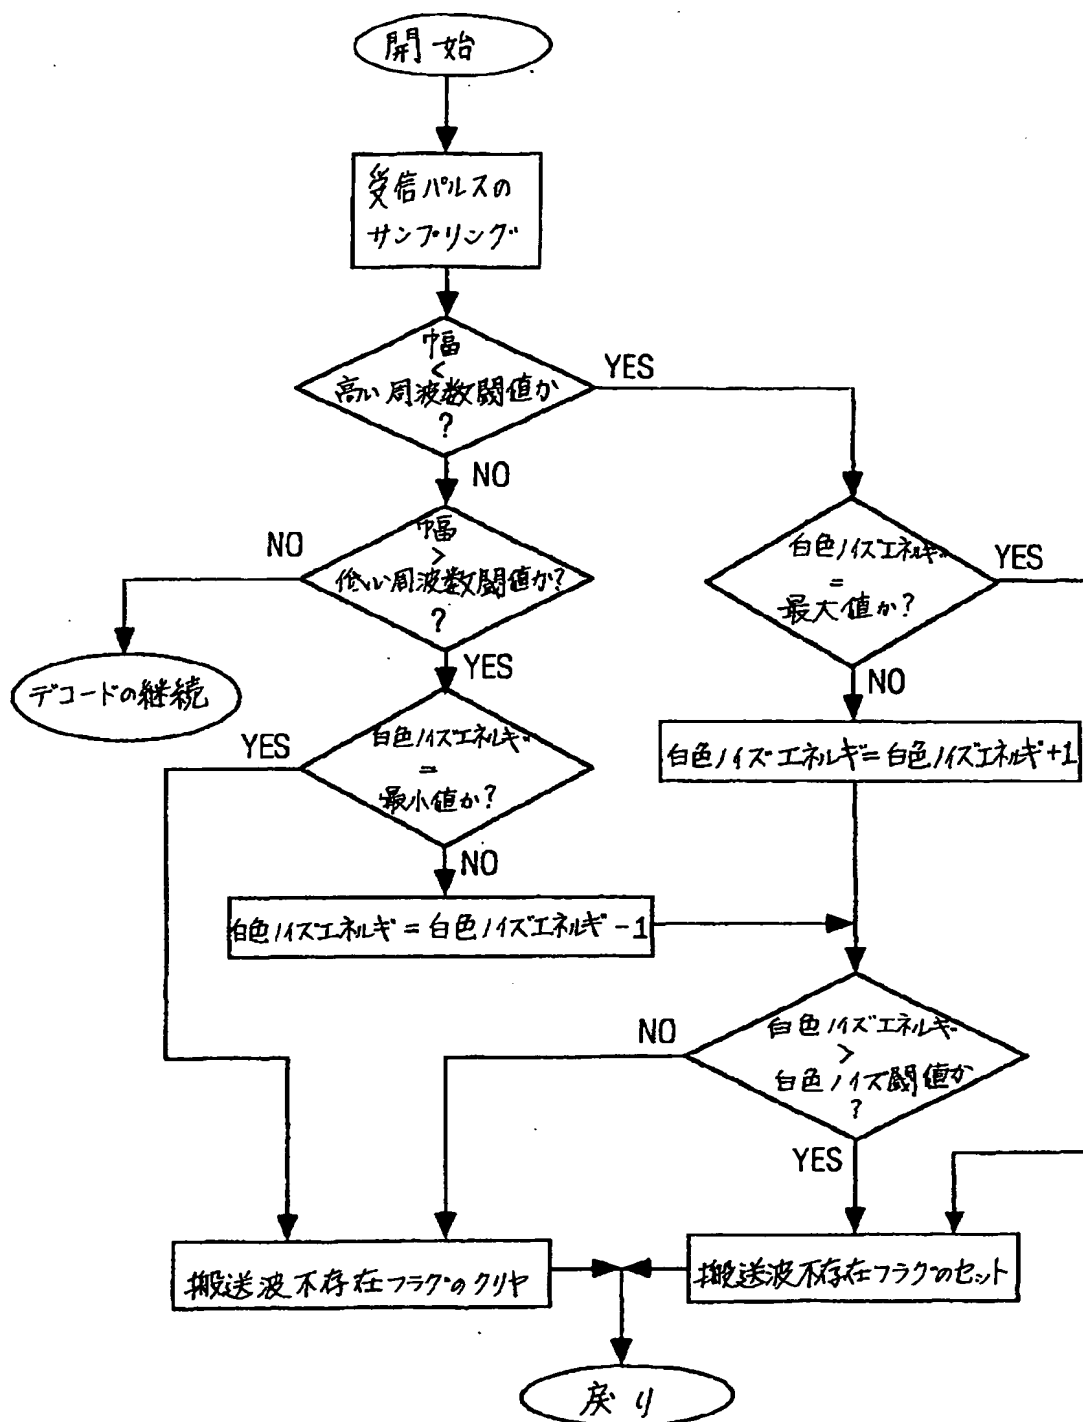 開始
受信パルスの
サンプリング
幅
<
高い周波数閾値か
?
YES
NO
幅
>
低い周波数閾値か?
?
NO
YES
デコードの継続
白色ノイズエネルギ
=
最大値か?
YES
NO
白色ノイズエネルギ=白色ノイズエネルギ+1
白色ノイズエネルギ
=
最小値か?
YES
NO
白色ノイズエネルギ=白色ノイズエネルギ-1
白色ノイズエネルギ
>
白色ノイズ閾値か
?
NO
YES
搬送波不存在フラグのクリヤ
搬送波不存在フラグのセット
戻り